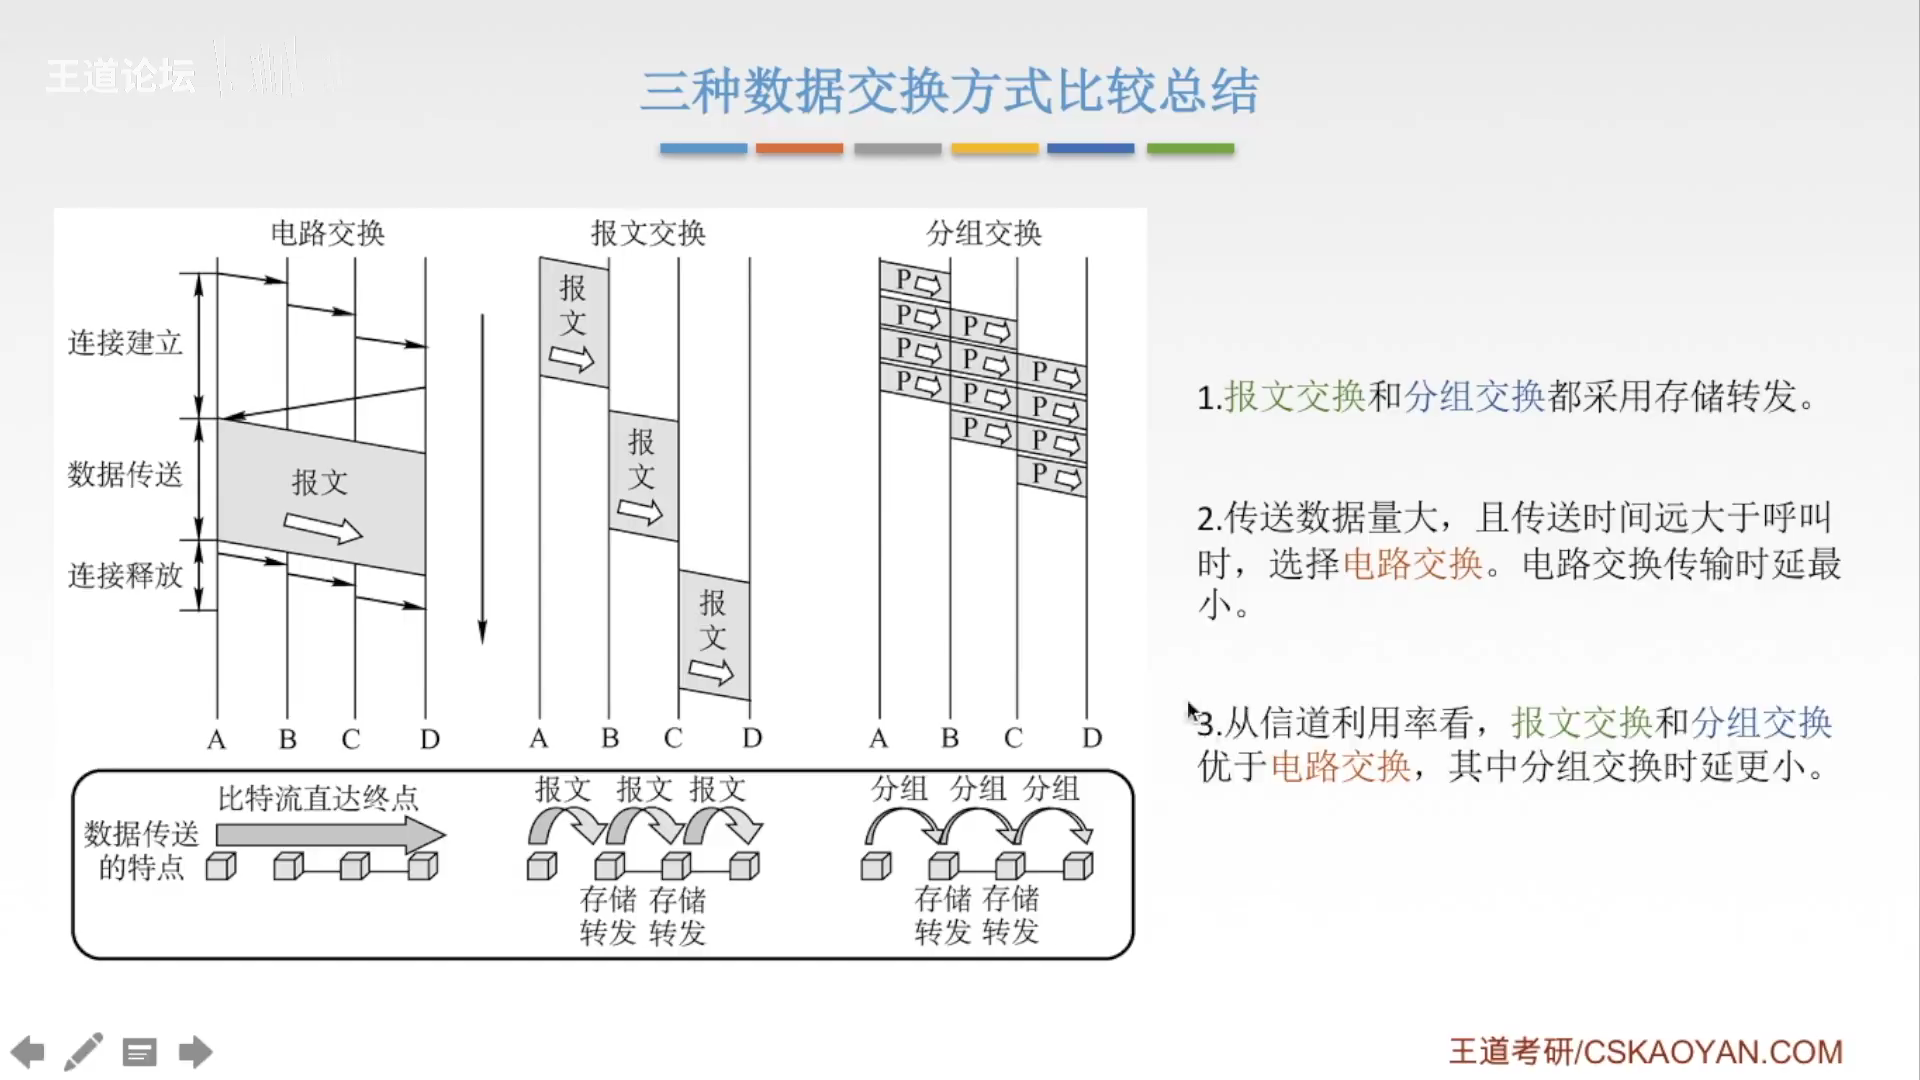 王道论坛
三种数据交换方式比较总结
电路交换
报文交换
分组交换
连接建立
数据传送
连接释放
报文
报
文
报
文
报
文
P
P
P
P
P
P
P
P
P
P
P
P
A B C D
A B C D
A B C D
数据传送
的特点
比特流直达终点
报文 报文 报文
存储 存储
转发 转发
分组 分组 分组
存储 存储
转发 转发
1.报文交换和分组交换都采用存储转发。
2.传送数据量大，且传送时间远大于呼叫
时，选择电路交换。电路交换传输时延最
小。
3.从信道利用率看，报文交换和分组交换
优于电路交换，其中分组交换时延更小。
王道考研/CSKAOYAN.COM